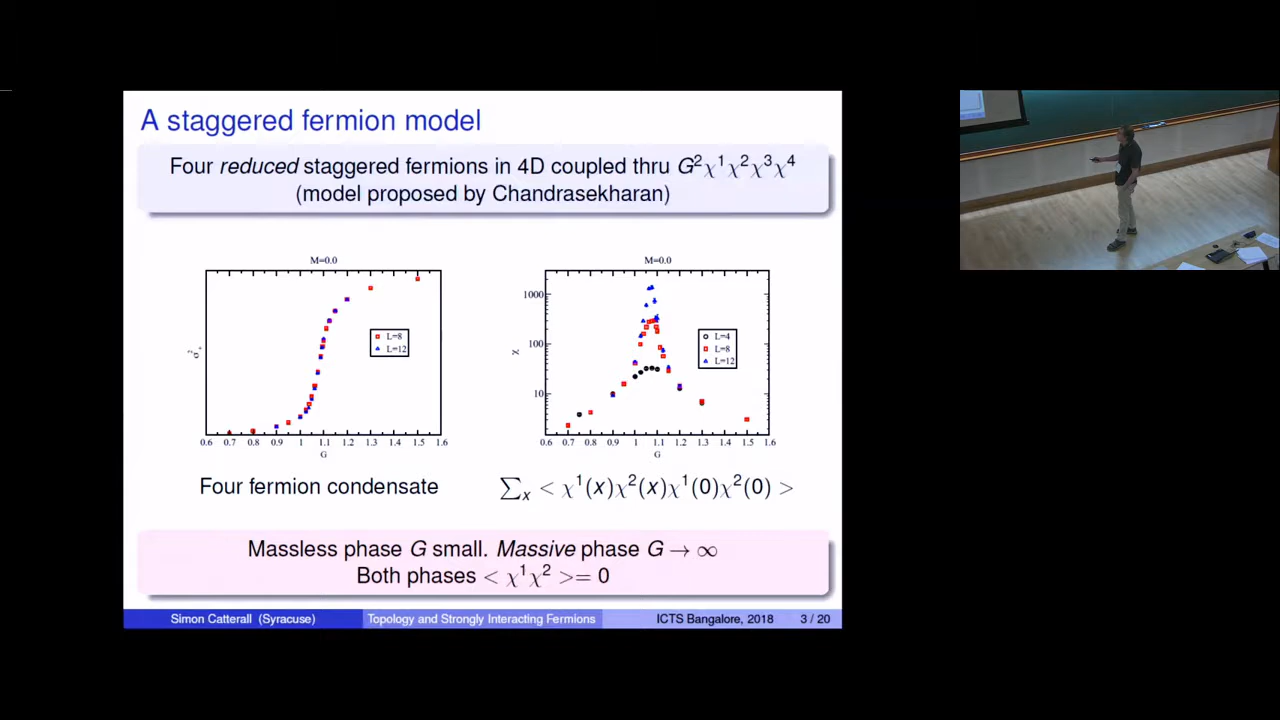 A staggered fermion model
Four reduced staggered fermions in 4D coupled thru G²χ¹χ²χ³χ⁴
(model proposed by Chandrasekharan)
M=0.0
L=8
L=12
0.6 0.7 0.8 0.9 1 1.1 1.2 1.3 1.4 1.5 1.6
G
M=0.0
χ
1000
100
10
L=4
L=8
L=12
0.6 0.7 0.8 0.9 1 1.1 1.2 1.3 1.4 1.5 1.6
G
Four fermion condensate
∑ₓ < χ¹(x)χ²(x)χ¹(0)χ²(0) >
Massless phase G small. Massive phase G → ∞
Both phases < χ¹χ² >= 0
Simon Catterall (Syracuse) Topology and Strongly Interacting Fermions ICTS Bangalore, 2018 3 / 20